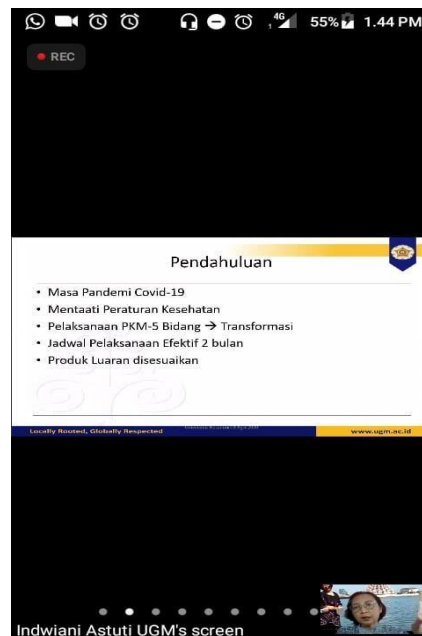 4G 55% 1.44 PM
REC
Pendahuluan
• Masa Pandemi Covid-19
• Mentaati Peraturan Kesehatan
• Pelaksanaan PKM-5 Bidang → Transformasi
• Jadwal Pelaksanaan Efektif 2 bulan
• Produk Luaran disesuaikan
Locally Rooted, Globally Respected
www.ugm.ac.id
Indwiani Astuti UGM's screen